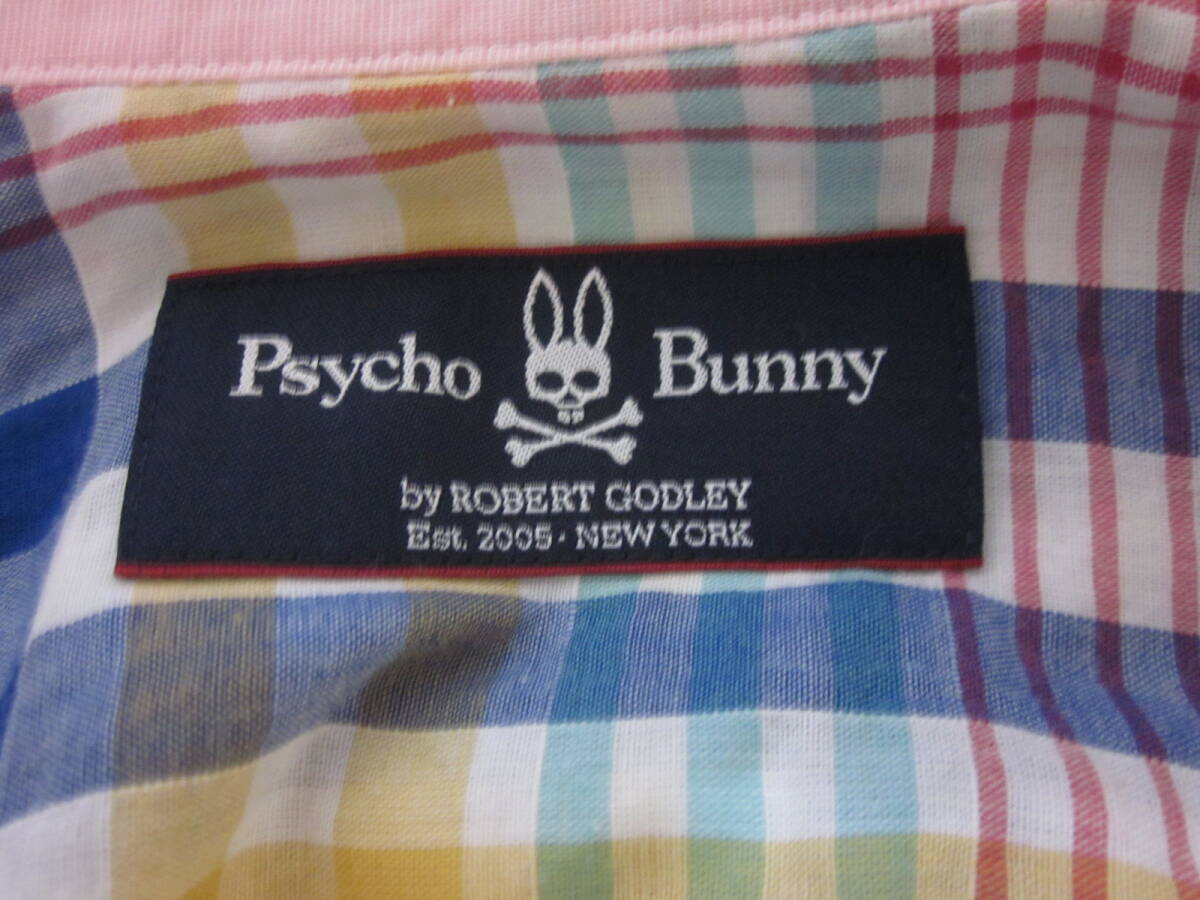 Psycho Bunny
by ROBERT GODLEY
Est. 2005 · NEW YORK